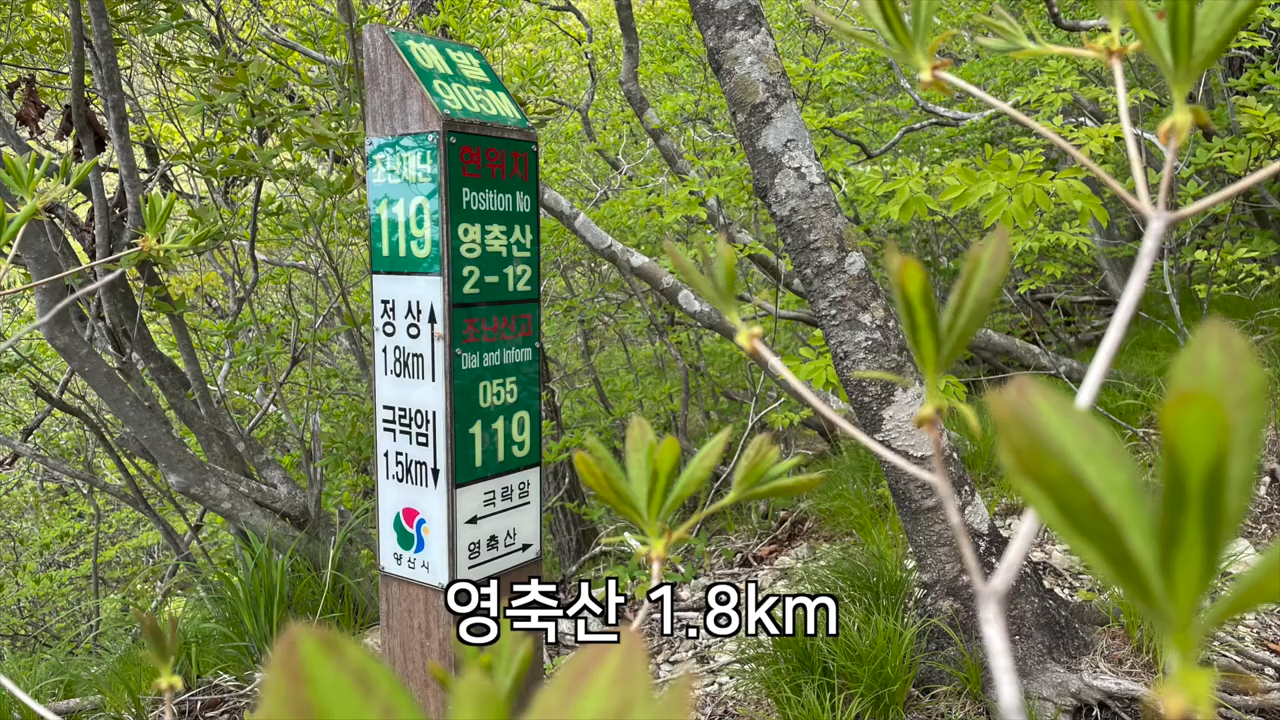 해발
905M
조난재난
119
정상
1.8km
극락암
1.5km
양산시
현위치
Position No
영축산
2-12
조난신고
Dial and Inform
055
119
극락암
영축산
영축산 1.8km